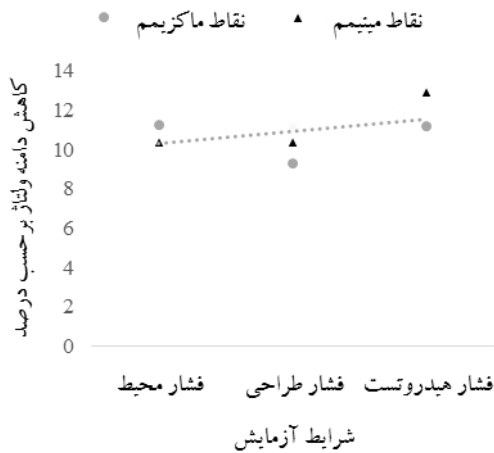 نقاط ماکزیمم نقاط مینیمم
کاهش دامنه ولتاژ برحسب درصد
14
12
10
8
6
4
2
0
فشار محیط فشار طراحی فشار هیدروتست
شرایط آزمایش